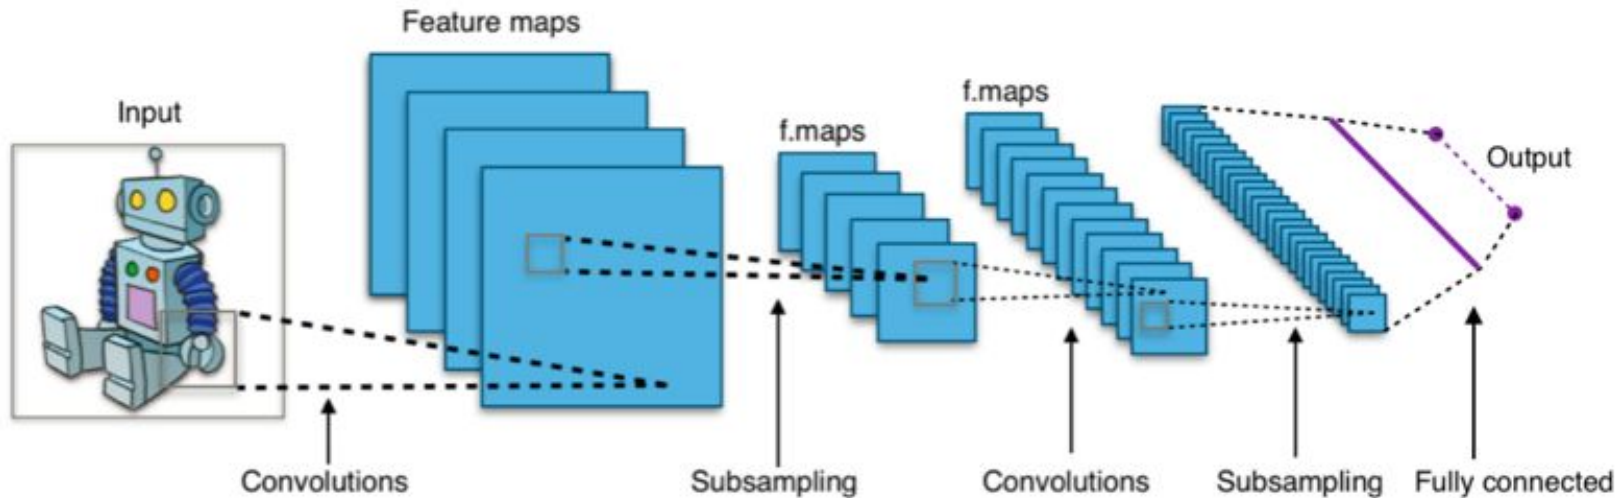 Feature maps
f.maps
f.maps
Input
Output
Convolutions
Subsampling
Convolutions
Subsampling
Fully connected